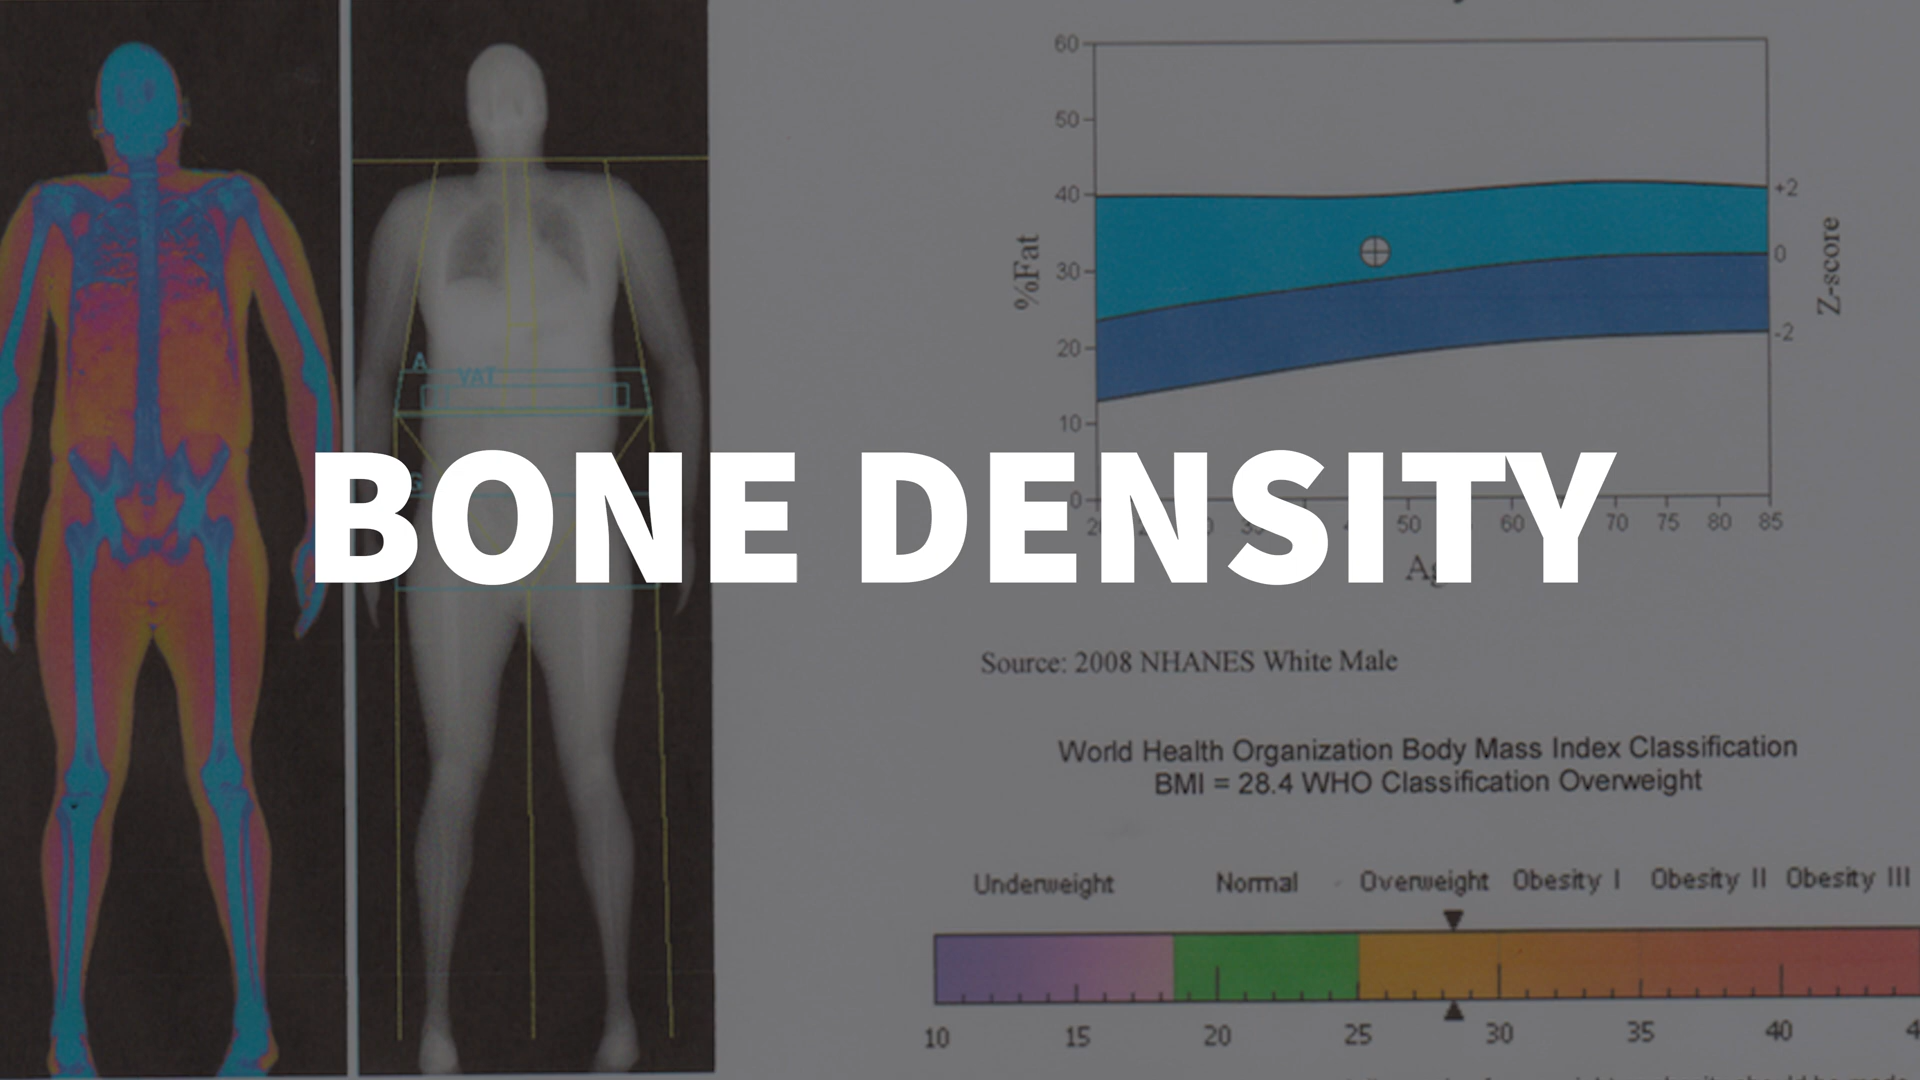 BONE DENSITY
60
50
40
30
20
10
0
%Fat
+2
0
-2
Z-score
50 60 70 75 80 85
Source: 2008 NHANES White Male
World Health Organization Body Mass Index Classification
BMI = 28.4 WHO Classification Overweight
Underweight Normal Overweight Obesity I Obesity II Obesity III
10 15 20 25 30 35 40
A
VAT